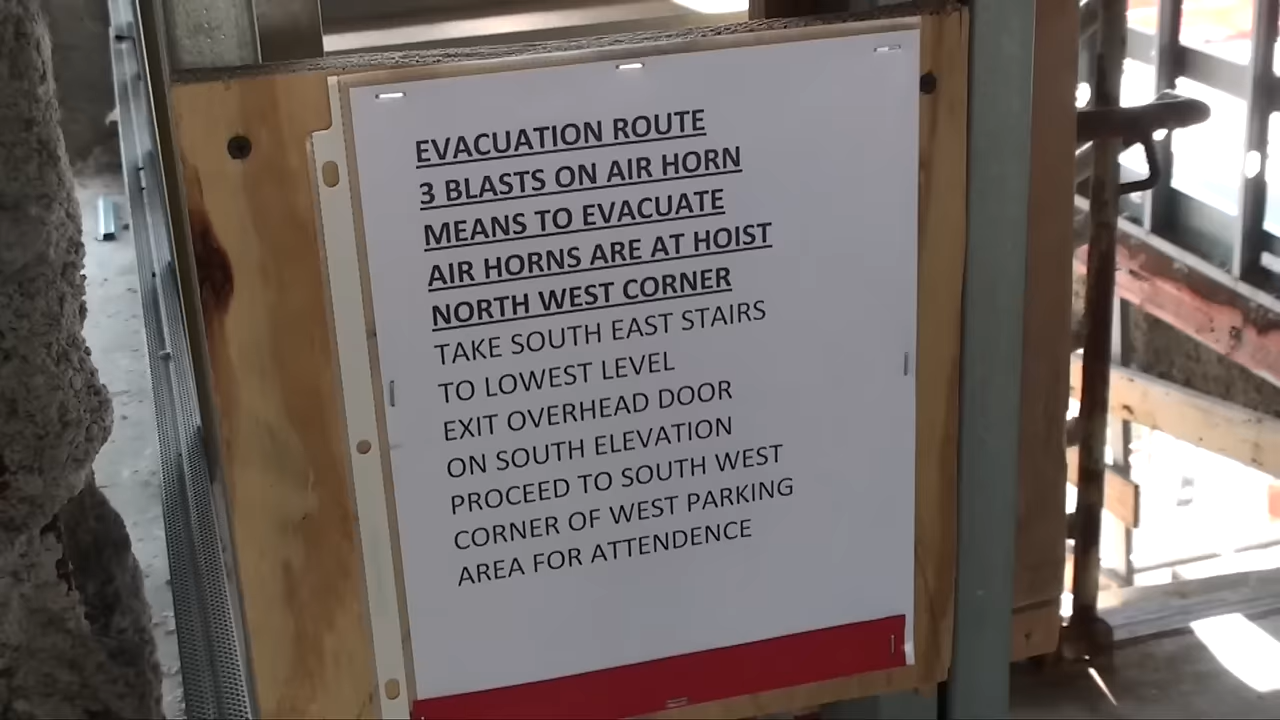 EVACUATION ROUTE
3 BLASTS ON AIR HORN
MEANS TO EVACUATE
AIR HORNS ARE AT HOIST
NORTH WEST CORNER
TAKE SOUTH EAST STAIRS
TO LOWEST LEVEL
EXIT OVERHEAD DOOR
ON SOUTH ELEVATION
PROCEED TO SOUTH WEST
CORNER OF WEST PARKING
AREA FOR ATTENDENCE